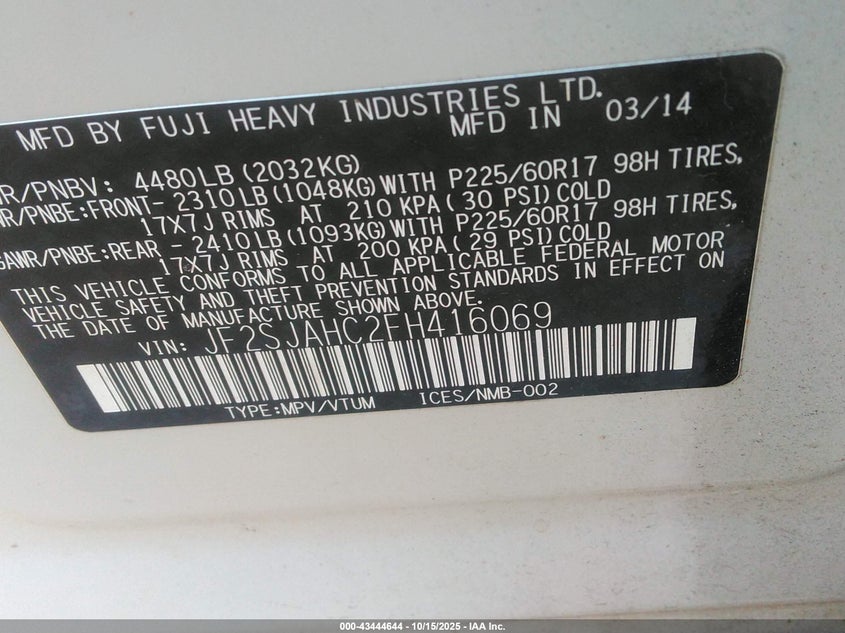 MFD BY FUJI HEAVY INDUSTRIES LTD.
MFD IN 03/14
R/PNBV: 4480LB (2032KG)
R/PNBE:FRONT- 2310LB (1048KG) WITH P225/60R17 98H TIRES,
17X7J RIMS AT 210 KPA (30 PSI) COLD
GAWR/PNBE:REAR - 2410LB (1093KG) WITH P225/60R17 98H TIRES,
17X7J RIMS AT 200 KPA (29 PSI) COLD
THIS VEHICLE CONFORMS TO ALL APPLICABLE FEDERAL MOTOR
VEHICLE SAFETY AND THEFT PREVENTION STANDARDS IN EFFECT ON
THE DATE OF MANUFACTURE SHOWN ABOVE.
VIN: JF2SJAHC2FH416069
TYPE:MPV/VTUM ICES/NMB-002
000-43444644 - 10/15/2025 - IAA Inc.